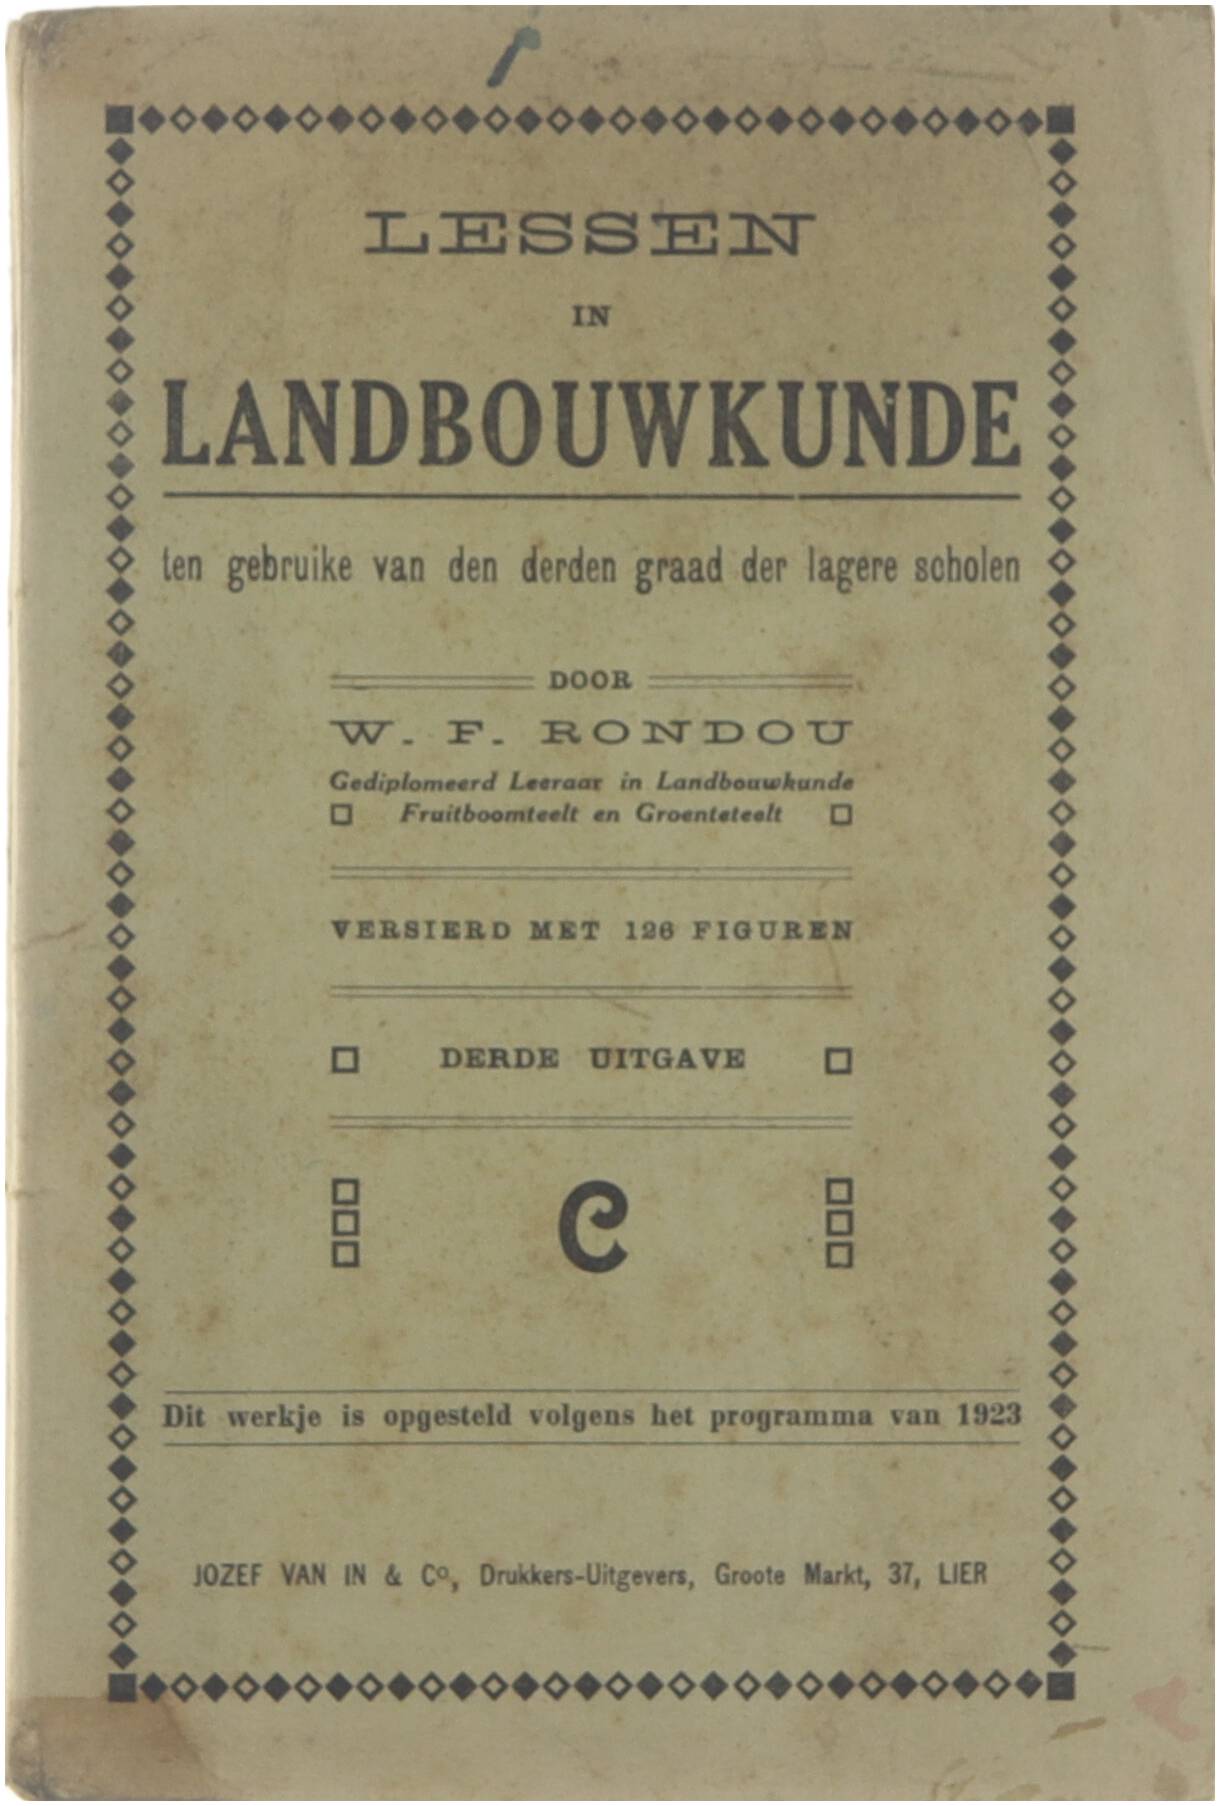 LESSEN
IN
LANDBOUWKUNDE
ten gebruike van den derden graad der lagere scholen
DOOR
W. F. RONDOU
Gediplomeerd Leeraar in Landbouwkunde
Fruitboomteelt en Groenteteelt
VERSIERD MET 126 FIGUREN
DERDE UITGAVE
C
Dit werkje is opgesteld volgens het programma van 1923
JOZEF VAN IN & Cº, Drukkers-Uitgevers, Groote Markt, 37, LIER